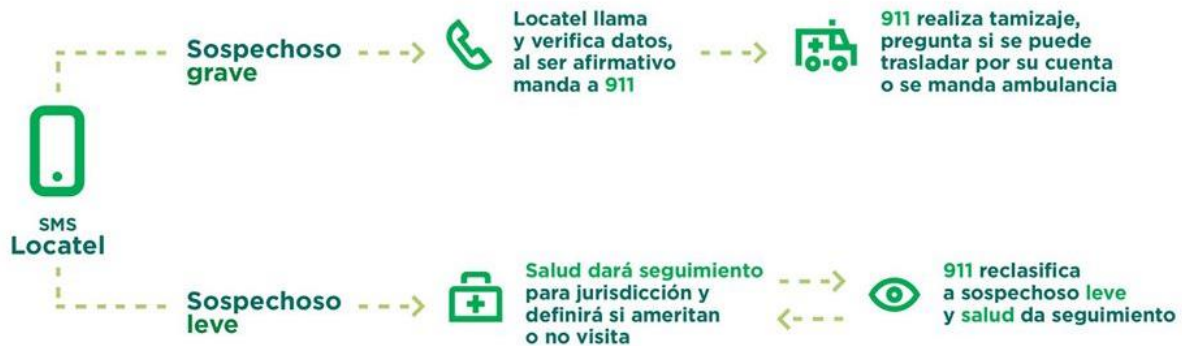 Sospechoso
grave
Locatel llama
y verifica datos,
al ser afirmativo
manda a 911
911 realiza tamizaje,
pregunta si se puede
trasladar por su cuenta
o se manda ambulancia
SMS
Locatel
Sospechoso
leve
Salud dará seguimiento
para jurisdicción y
definirá si ameritan
o no visita
911 reclasifica
a sospechoso leve
y salud da seguimiento